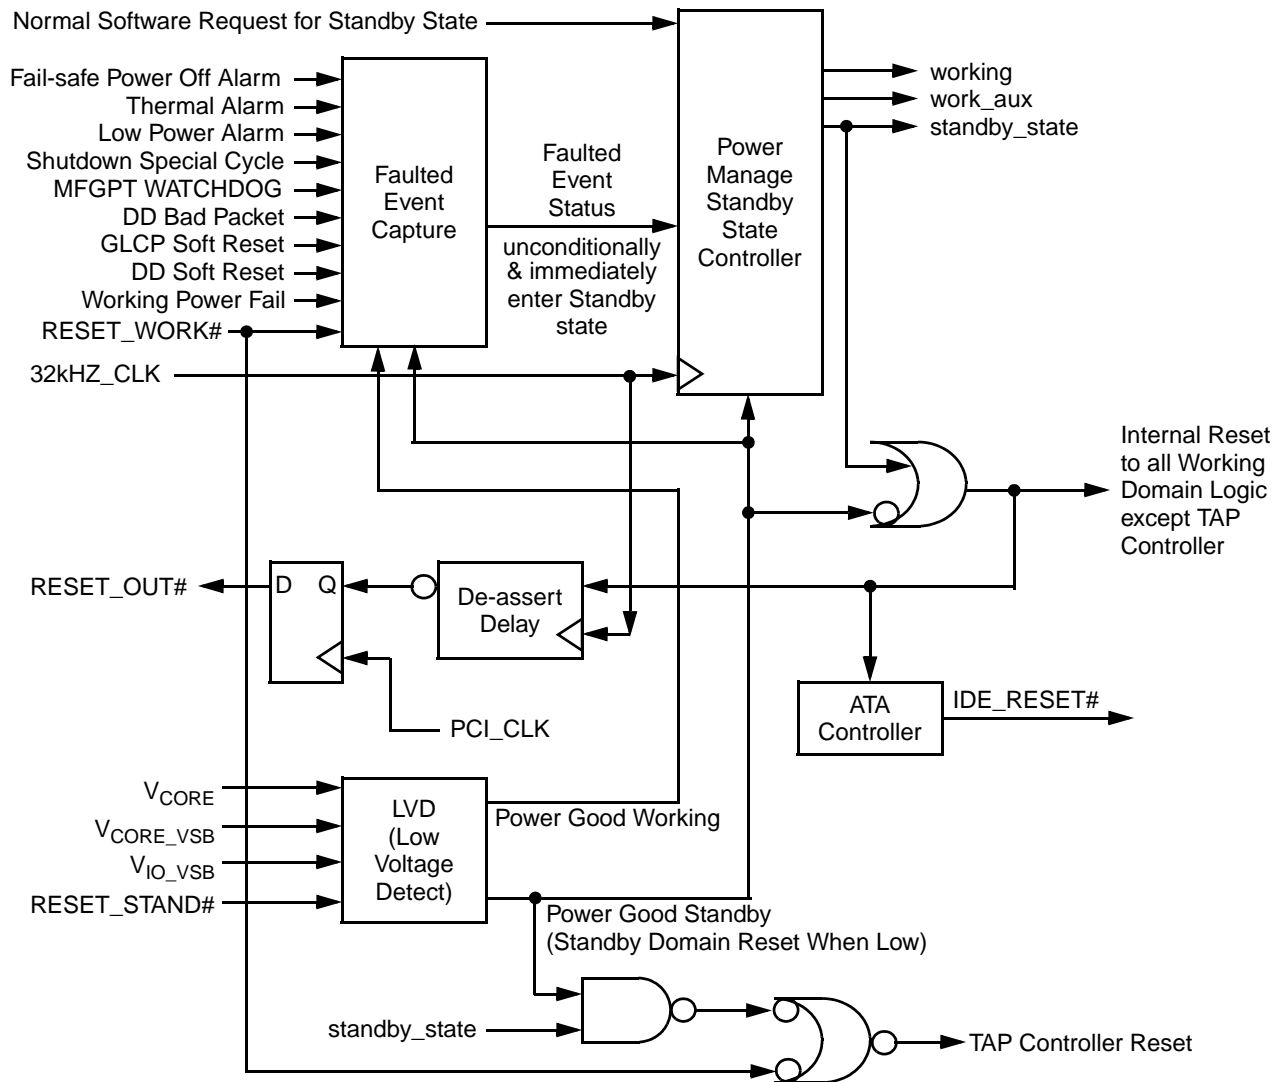 Normal Software Request for Standby State
Fail-safe Power Off Alarm
Thermal Alarm
Low Power Alarm
Shutdown Special Cycle
MFGPT WATCHDOG
DD Bad Packet
GLCP Soft Reset
DD Soft Reset
Working Power Fail
RESET_WORK#
32kHZ_CLK
Faulted
Event
Capture
Faulted
Event
Status
unconditionally
& immediately
enter Standby
state
Power
Manage
Standby
State
Controller
working
work_aux
standby_state
Internal Reset
to all Working
Domain Logic
except TAP
Controller
RESET_OUT#
D Q
De-assert
Delay
PCI_CLK
ATA
Controller
IDE_RESET#
VCORE
VCORE_VSB
VIO_VSB
RESET_STAND#
LVD
(Low
Voltage
Detect)
Power Good Working
Power Good Standby
(Standby Domain Reset When Low)
standby_state
TAP Controller Reset